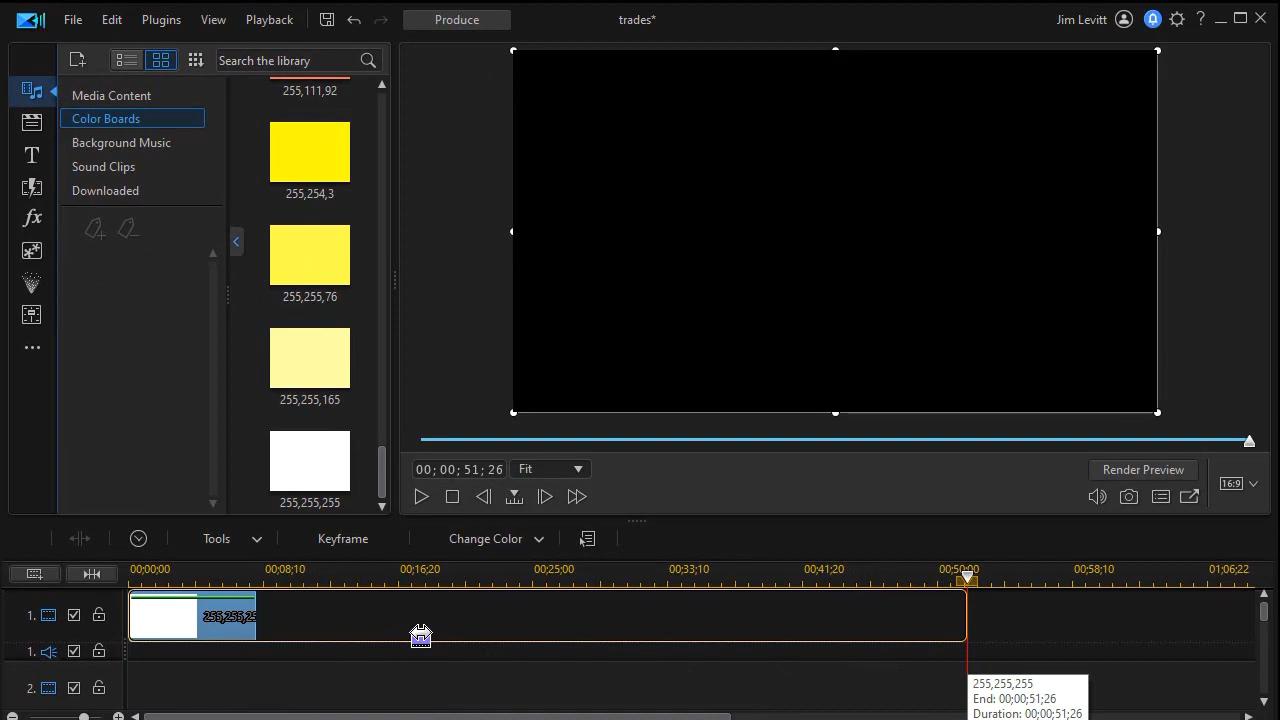 File Edit Plugins View Playback Produce trades* Jim Levitt ?
Search the library
Media Content
Color Boards
Background Music
Sound Clips
Downloaded
255,111,92
255,254,3
255,255,76
255,255,165
255,255,255
00; 00; 51; 26 Fit Render Preview
16:9
T
fx
Tools Keyframe Change Color
00;00;00 00;08;10 00;16;20 00;25;00 00;33;10 00;41;20 00;50;00 00;58;10 01;06;22
1. 255,255,25
1.
2.
255,255,255
End: 00;00;51;26
Duration: 00;00;51;26